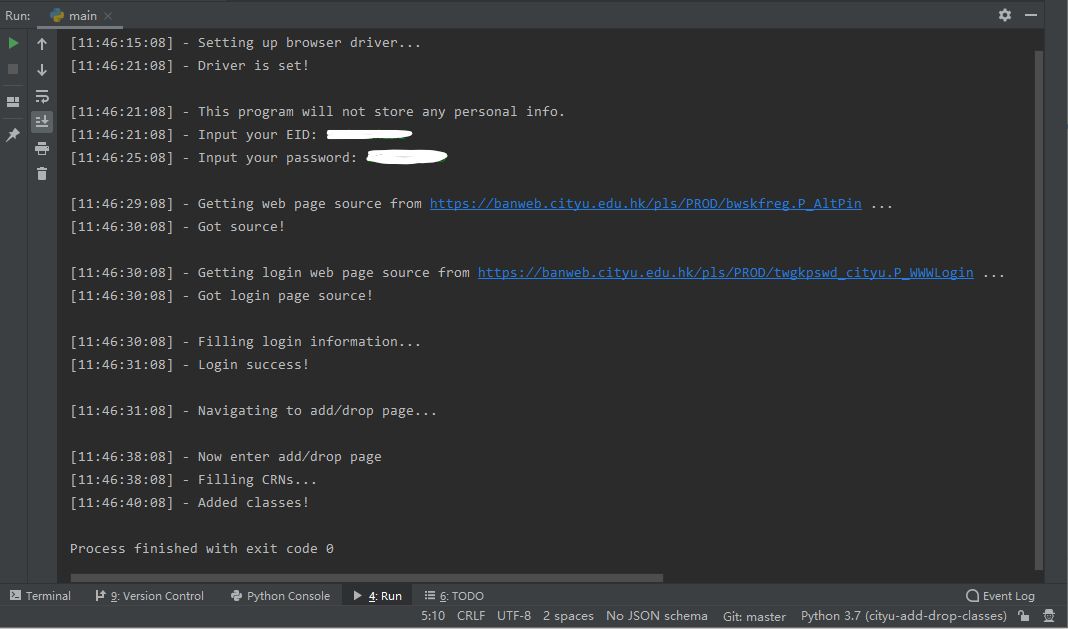 Run: main
[11:46:15:08] - Setting up browser driver...
[11:46:21:08] - Driver is set!
[11:46:21:08] - This program will not store any personal info.
[11:46:21:08] - Input your EID:
[11:46:25:08] - Input your password:
[11:46:29:08] - Getting web page source from https://banweb.cityu.edu.hk/pls/PROD/bwskfreg.P_AltPin ...
[11:46:30:08] - Got source!
[11:46:30:08] - Getting login web page source from https://banweb.cityu.edu.hk/pls/PROD/twgkpswd_cityu.P_WWWLogin ...
[11:46:30:08] - Got login page source!
[11:46:30:08] - Filling login information...
[11:46:31:08] - Login success!
[11:46:31:08] - Navigating to add/drop page...
[11:46:38:08] - Now enter add/drop page
[11:46:38:08] - Filling CRNs...
[11:46:40:08] - Added classes!
Process finished with exit code 0
Terminal 9: Version Control Python Console 4: Run 6: TODO Event Log
5:10 CRLF UTF-8 2 spaces No JSON schema Git: master Python 3.7 (cityu-add-drop-classes)